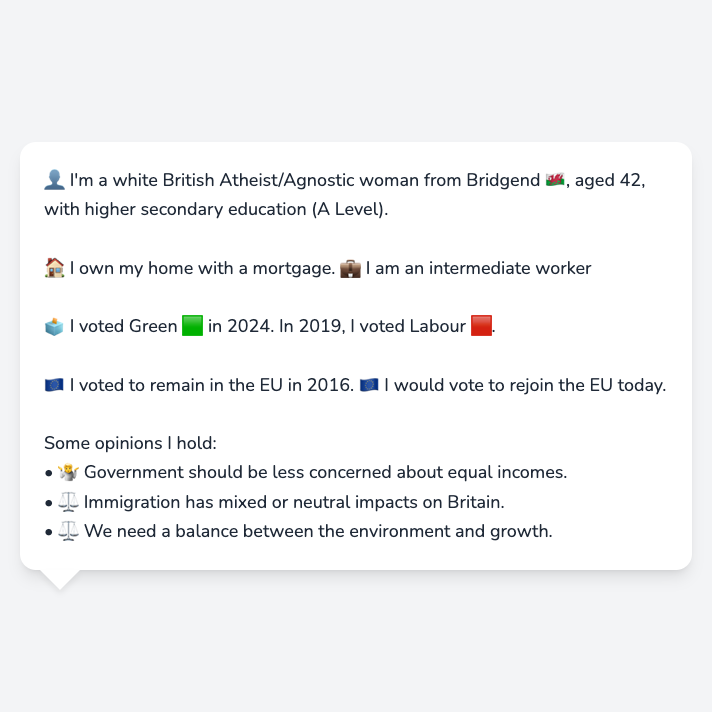 👤 I'm a white British Atheist/Agnostic woman from Bridgend 🏴󠁧󠁢󠁷󠁬󠁳󠁿, aged 42,
with higher secondary education (A Level).
🏠 I own my home with a mortgage. 💼 I am an intermediate worker
🗳️ I voted Green 🟩 in 2024. In 2019, I voted Labour 🟥.
🇪🇺 I voted to remain in the EU in 2016. 🇪🇺 I would vote to rejoin the EU today.
Some opinions I hold:
• 🤷 Government should be less concerned about equal incomes.
• ⚖️ Immigration has mixed or neutral impacts on Britain.
• ⚖️ We need a balance between the environment and growth.